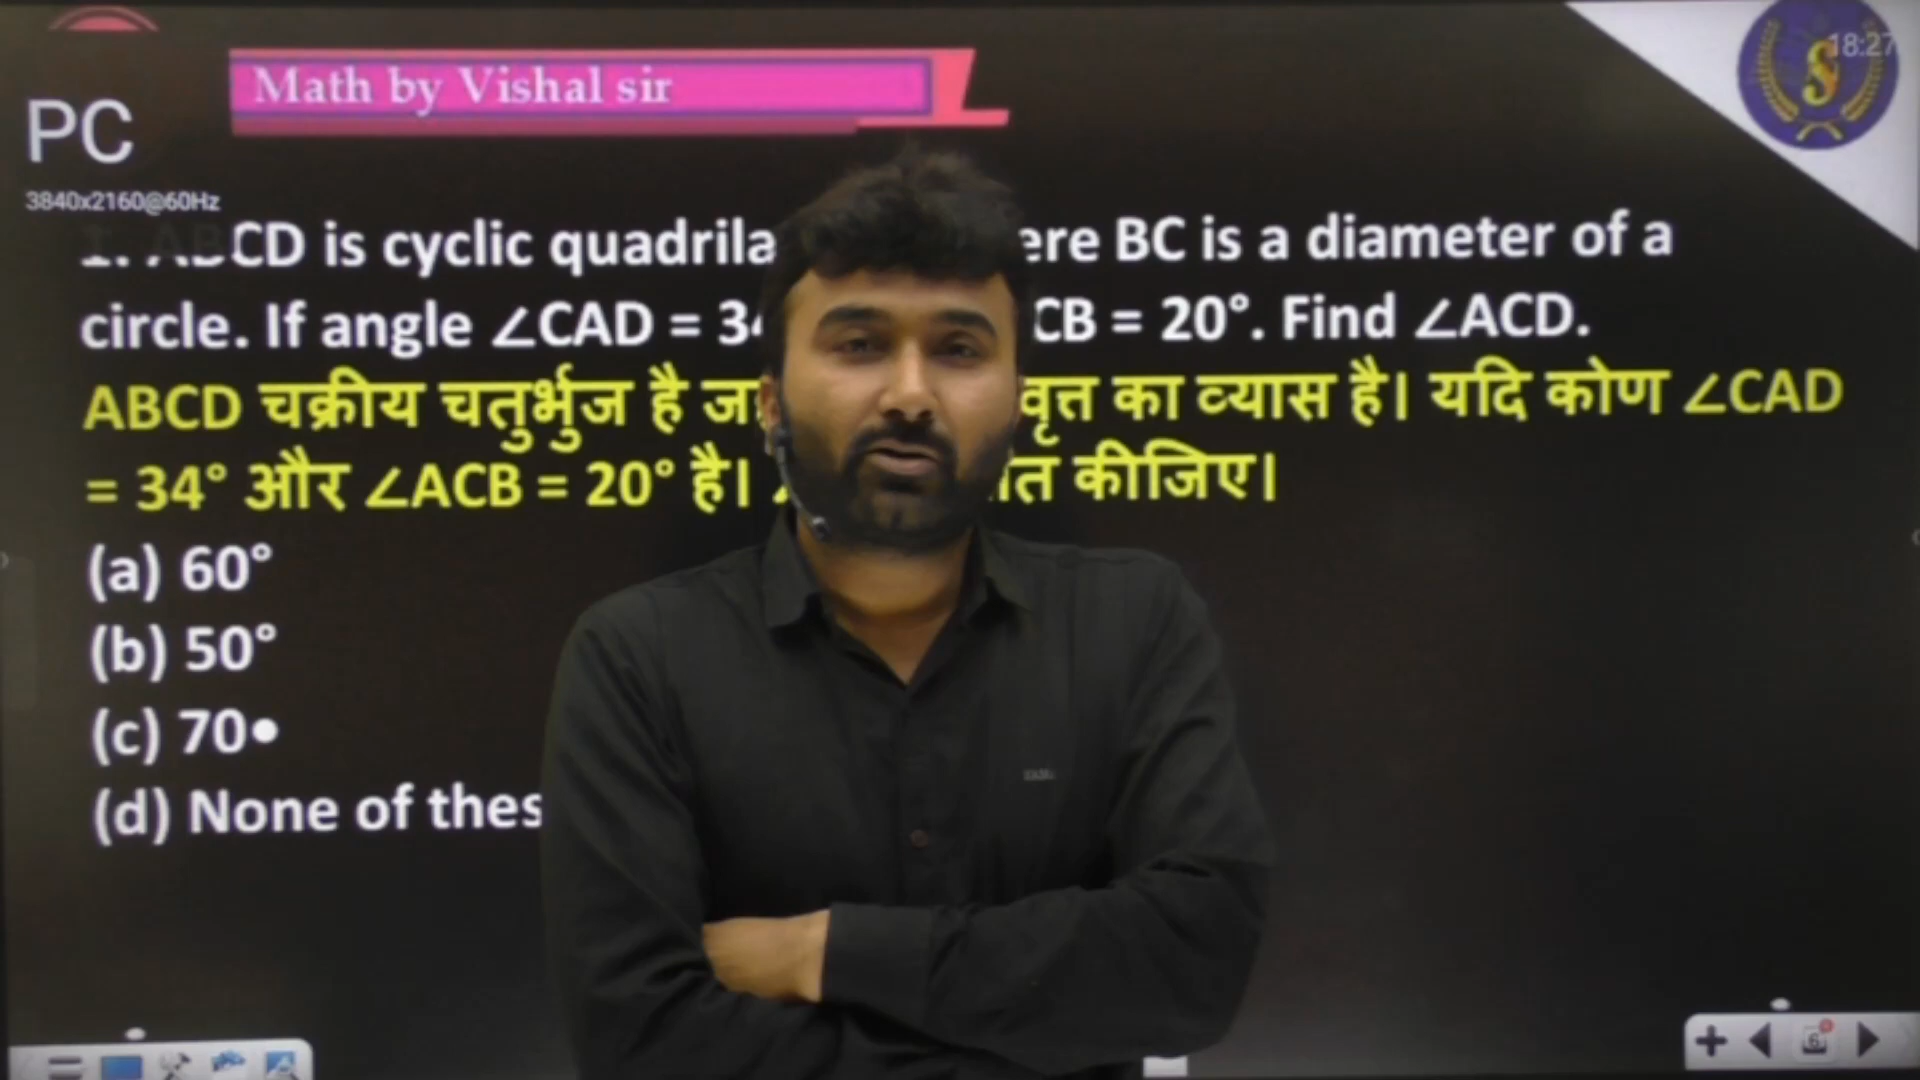 18:27
Math by Vishal sir
PC
3840x2160@60Hz
CD is cyclic quadrila ere BC is a diameter of a
circle. If angle ∠CAD = 34 CB = 20°. Find ∠ACD.
ABCD चक्रीय चतुर्भुज है ज वृत्त का व्यास है। यदि कोण ∠CAD
= 34° और ∠ACB = 20° है। त कीजिए।
(a) 60°
(b) 50°
(c) 70•
(d) None of thes